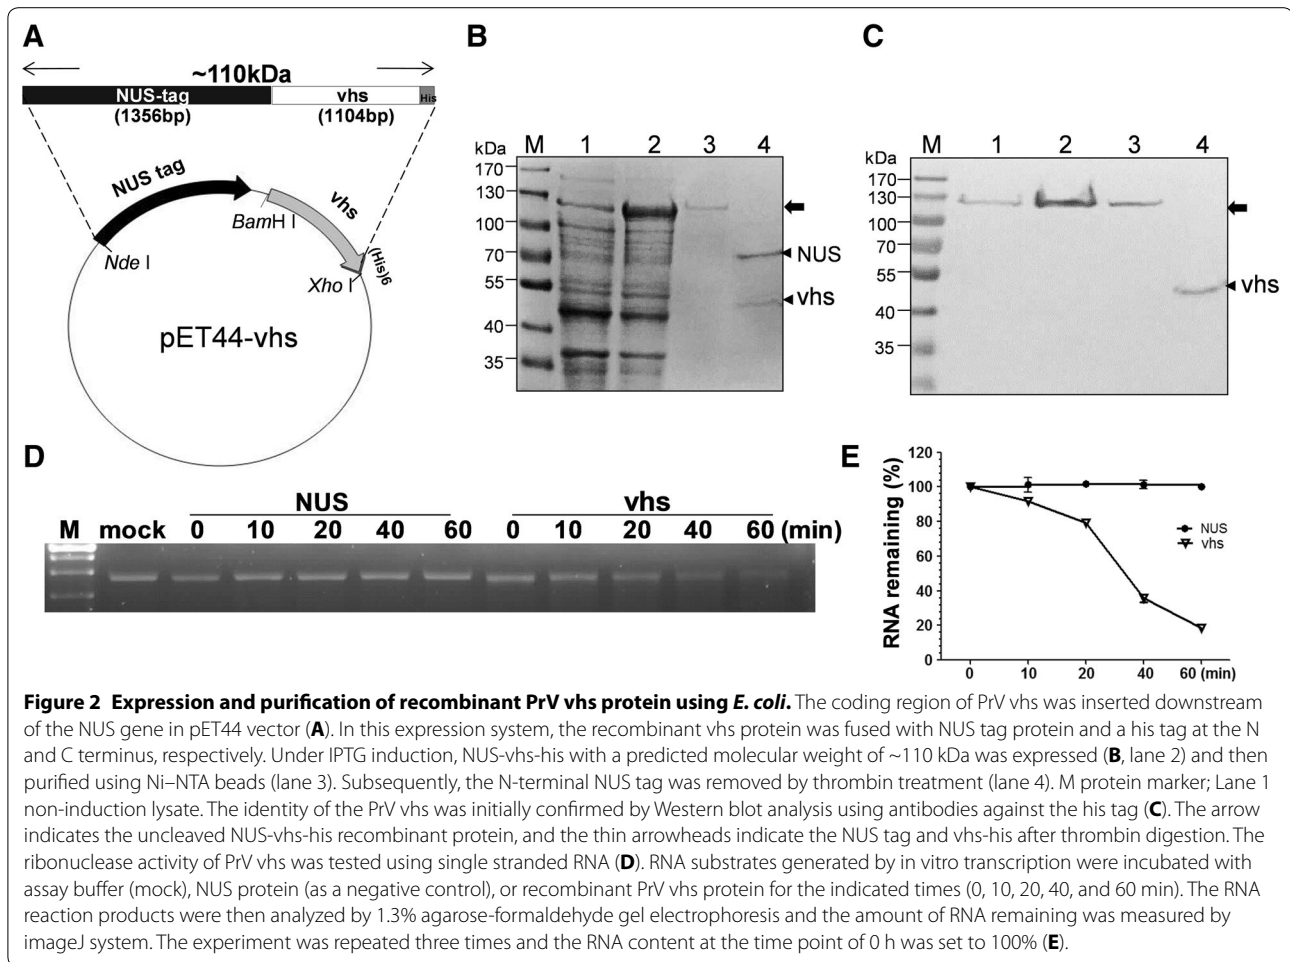 A
~110kDa
NUS-tag
vhs
His
(1356bp)
(1104bp)
NUS tag
vhs
BamH I
(His)6
Nde I
Xho I
pET44-vhs
B
kDa
M
1
2
3
4
170
130
100
70
55
40
35
NUS
vhs
C
kDa
M
1
2
3
4
170
130
100
70
55
40
35
vhs
D
NUS
vhs
M
mock
0
10
20
40
60
0
10
20
40
60 (min)
E
RNA remaining (%)
120
100
80
60
40
20
0
NUS
vhs
0
10
20
40
60 (min)
Figure 2 Expression and purification of recombinant PrV vhs protein using E. coli. The coding region of PrV vhs was inserted downstream
of the NUS gene in pET44 vector (A). In this expression system, the recombinant vhs protein was fused with NUS tag protein and a his tag at the N
and C terminus, respectively. Under IPTG induction, NUS-vhs-his with a predicted molecular weight of ~110 kDa was expressed (B, lane 2) and then
purified using Ni–NTA beads (lane 3). Subsequently, the N-terminal NUS tag was removed by thrombin treatment (lane 4). M protein marker; Lane 1
non-induction lysate. The identity of the PrV vhs was initially confirmed by Western blot analysis using antibodies against the his tag (C). The arrow
indicates the uncleaved NUS-vhs-his recombinant protein, and the thin arrowheads indicate the NUS tag and vhs-his after thrombin digestion. The
ribonuclease activity of PrV vhs was tested using single stranded RNA (D). RNA substrates generated by in vitro transcription were incubated with
assay buffer (mock), NUS protein (as a negative control), or recombinant PrV vhs protein for the indicated times (0, 10, 20, 40, and 60 min). The RNA
reaction products were then analyzed by 1.3% agarose-formaldehyde gel electrophoresis and the amount of RNA remaining was measured by
imageJ system. The experiment was repeated three times and the RNA content at the time point of 0 h was set to 100% (E).